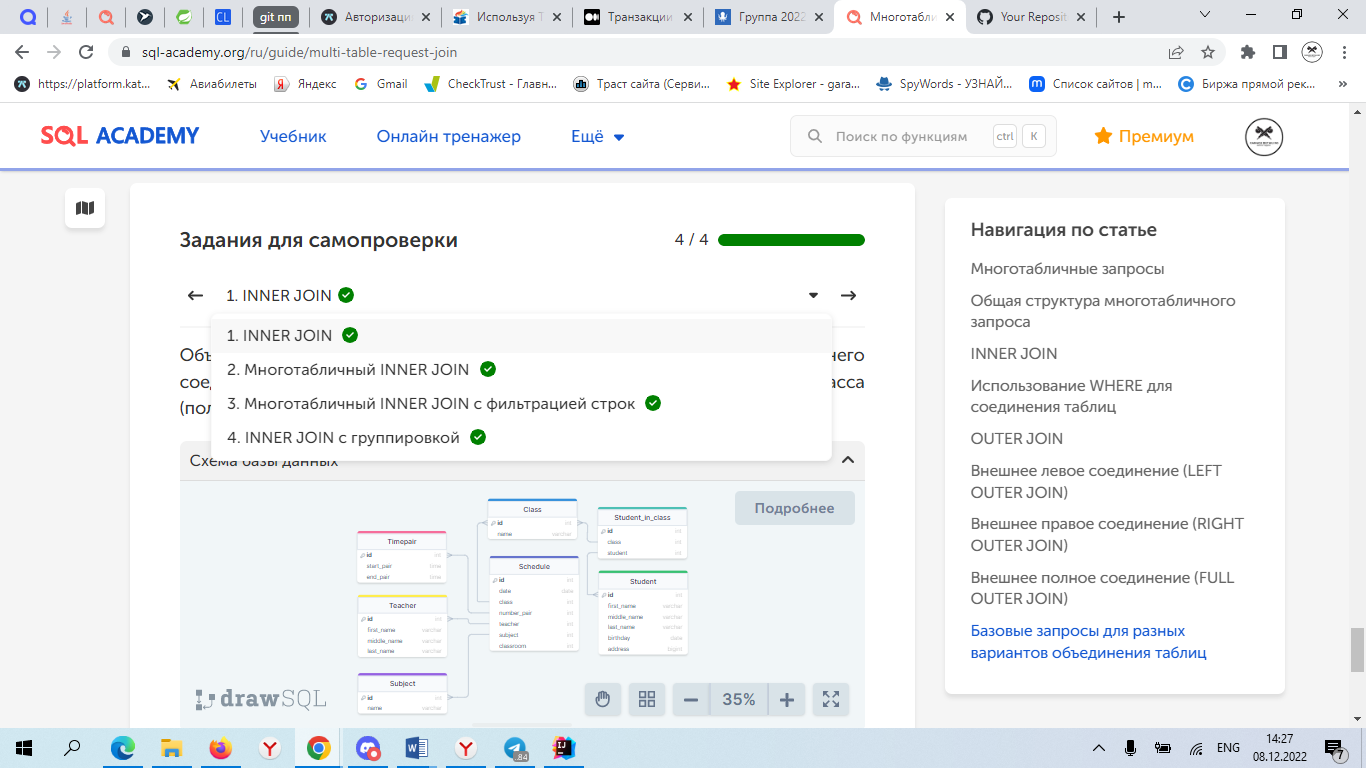 git пп
Авторизаци
Используя T
Транзакции
Группа 2022
Многотабли
Your Reposit
sql-academy.org/ru/guide/multi-table-request-join
https://platform.kat...
Авиабилеты
Яндекс
Gmail
CheckTrust - Главн...
Траст сайта (Серви...
Site Explorer - gara...
SpyWords - УЗНАЙ...
Список сайтов | m...
Биржа прямой рек...
»
SQL ACADEMY
Учебник
Онлайн тренажер
Ещё
Поиск по функциям
ctrl
K
Премиум
Задания для самопроверки
4 / 4
1. INNER JOIN
1. INNER JOIN
2. Многотабличный INNER JOIN
3. Многотабличный INNER JOIN с фильтрацией строк
4. INNER JOIN с группировкой
Схема базы данных
Подробнее
Timepair
id int
start_pair time
end_pair time
Teacher
id int
first_name varchar
middle_name varchar
last_name varchar
Subject
id int
name varchar
Class
id int
name varchar
Schedule
id int
date date
class int
number_pair int
teacher int
subject int
classroom int
Student_in_class
id int
class int
student int
Student
id int
first_name varchar
middle_name varchar
last_name varchar
birthday date
address bigint
drawSQL
35%
Навигация по статье
Многотабличные запросы
Общая структура многотабличного
запроса
INNER JOIN
Использование WHERE для
соединения таблиц
OUTER JOIN
Внешнее левое соединение (LEFT
OUTER JOIN)
Внешнее правое соединение (RIGHT
OUTER JOIN)
Внешнее полное соединение (FULL
OUTER JOIN)
Базовые запросы для разных
вариантов объединения таблиц
84
ENG
14:27
08.12.2022
7